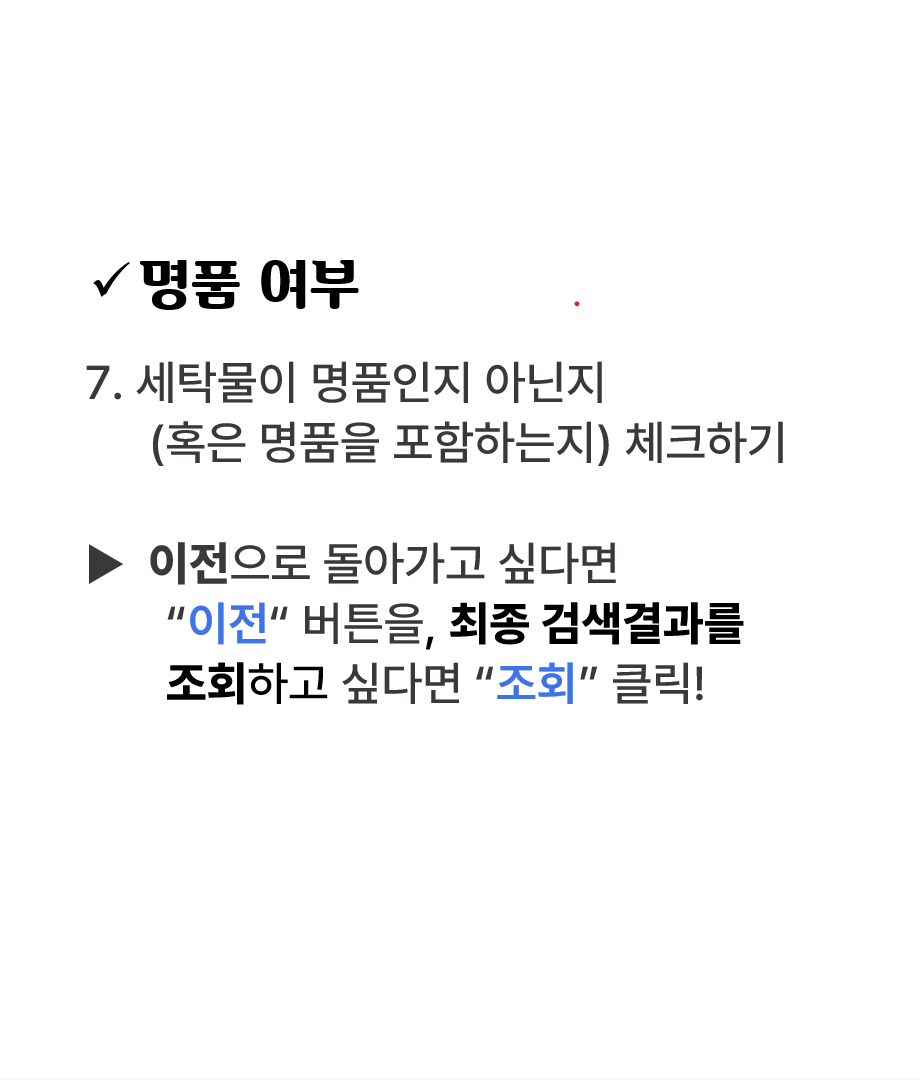 ✓명품 여부
7. 세탁물이 명품인지 아닌지
(혹은 명품을 포함하는지) 체크하기
▶ 이전으로 돌아가고 싶다면
“이전“ 버튼을, 최종 검색결과를
조회하고 싶다면 “조회” 클릭!